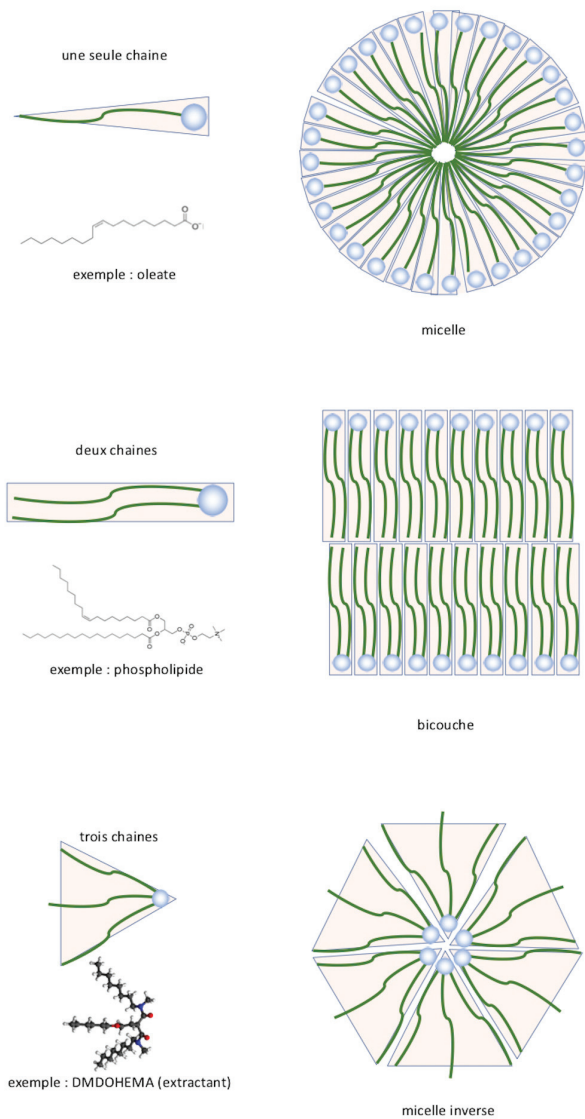 une seule chaine
exemple : oleate
micelle
deux chaines
exemple : phospholipide
bicouche
trois chaines
exemple : DMDOHEMA (extractant)
micelle inverse